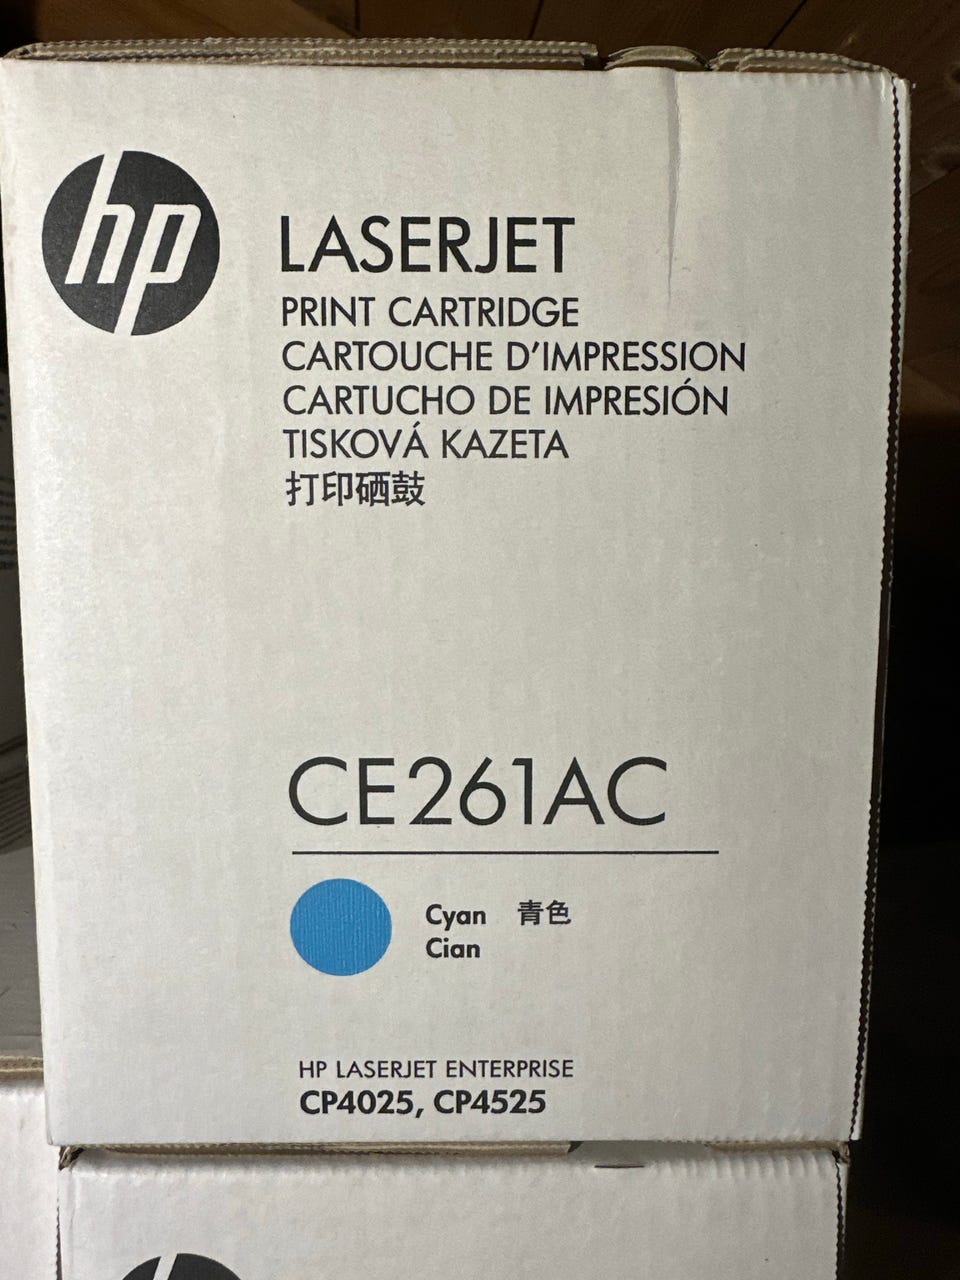 hp
LASERJET
PRINT CARTRIDGE
CARTOUCHE D'IMPRESSION
CARTUCHO DE IMPRESIÓN
TISKOVÁ KAZETA
打印硒鼓
CE261AC
Cyan 青色
Cian
HP LASERJET ENTERPRISE
CP4025, CP4525
hp